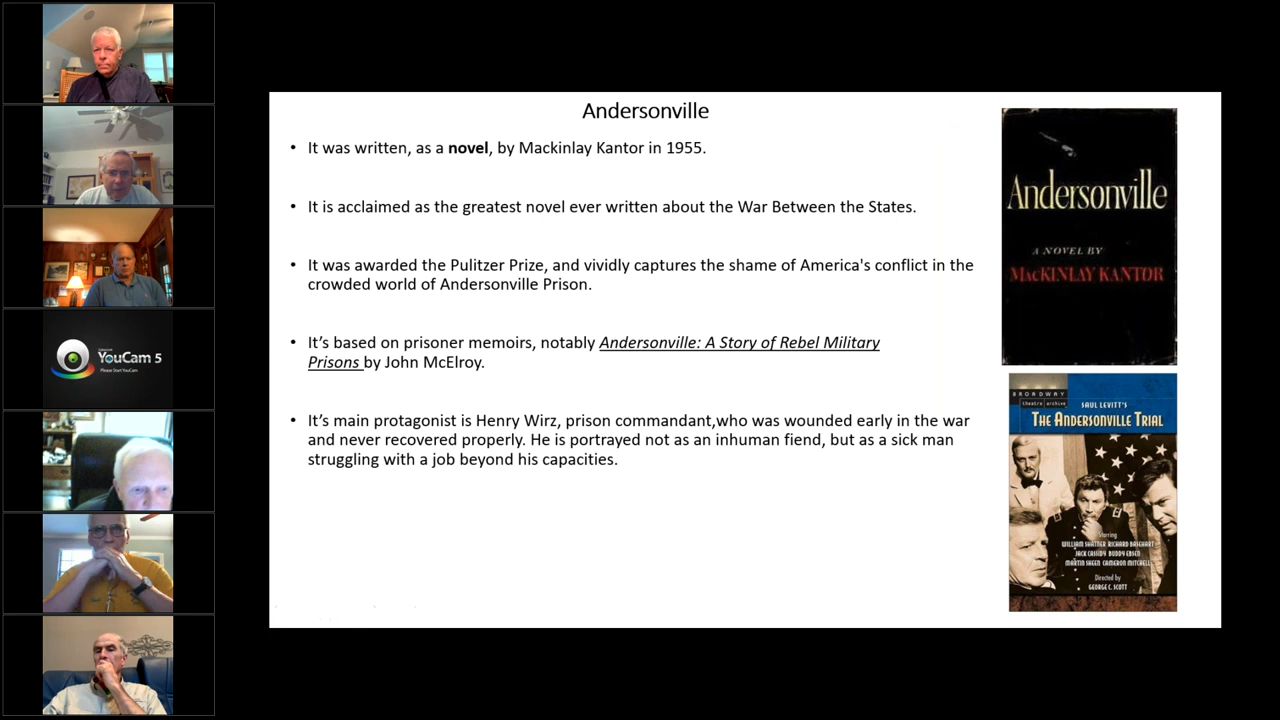 Andersonville
• It was written, as a novel, by Mackinlay Kantor in 1955.
• It is acclaimed as the greatest novel ever written about the War Between the States.
• It was awarded the Pulitzer Prize, and vividly captures the shame of America's conflict in the
crowded world of Andersonville Prison.
• It’s based on prisoner memoirs, notably Andersonville: A Story of Rebel Military
Prisons by John McElroy.
• It’s main protagonist is Henry Wirz, prison commandant,who was wounded early in the war
and never recovered properly. He is portrayed not as an inhuman fiend, but as a sick man
struggling with a job beyond his capacities.
Andersonville
A NOVEL BY
MacKINLAY KANTOR
BROADWAY
theatre archive
SAUL LEVITT'S
THE ANDERSONVILLE TRIAL
Starring
WILLIAM SHATNER RICHARD BASEHART
JACK CASSIDY BUDDY EBSEN
MARTIN SHEEN CAMERON MITCHELL
Directed by
GEORGE C. SCOTT
YouCam 5
Please Start YouCam